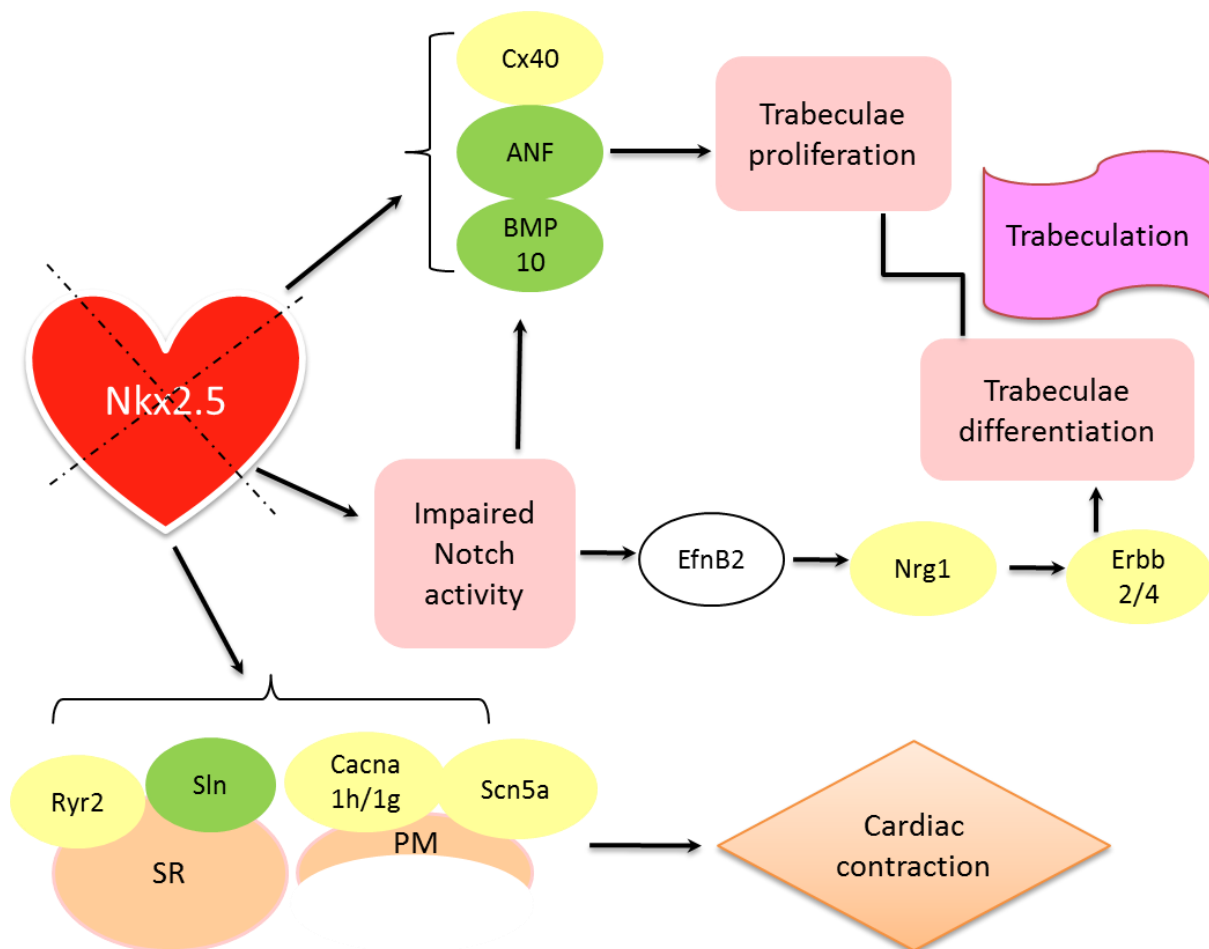 Cx40
ANF
BMP
10
Trabeculae
proliferation
Trabeculation
Nkx2.5
Trabeculae
differentiation
Impaired
Notch
activity
EfnB2
Nrg1
Erbb
2/4
Ryr2
Sln
Cacna
1h/1g
Scn5a
SR
PM
Cardiac
contraction